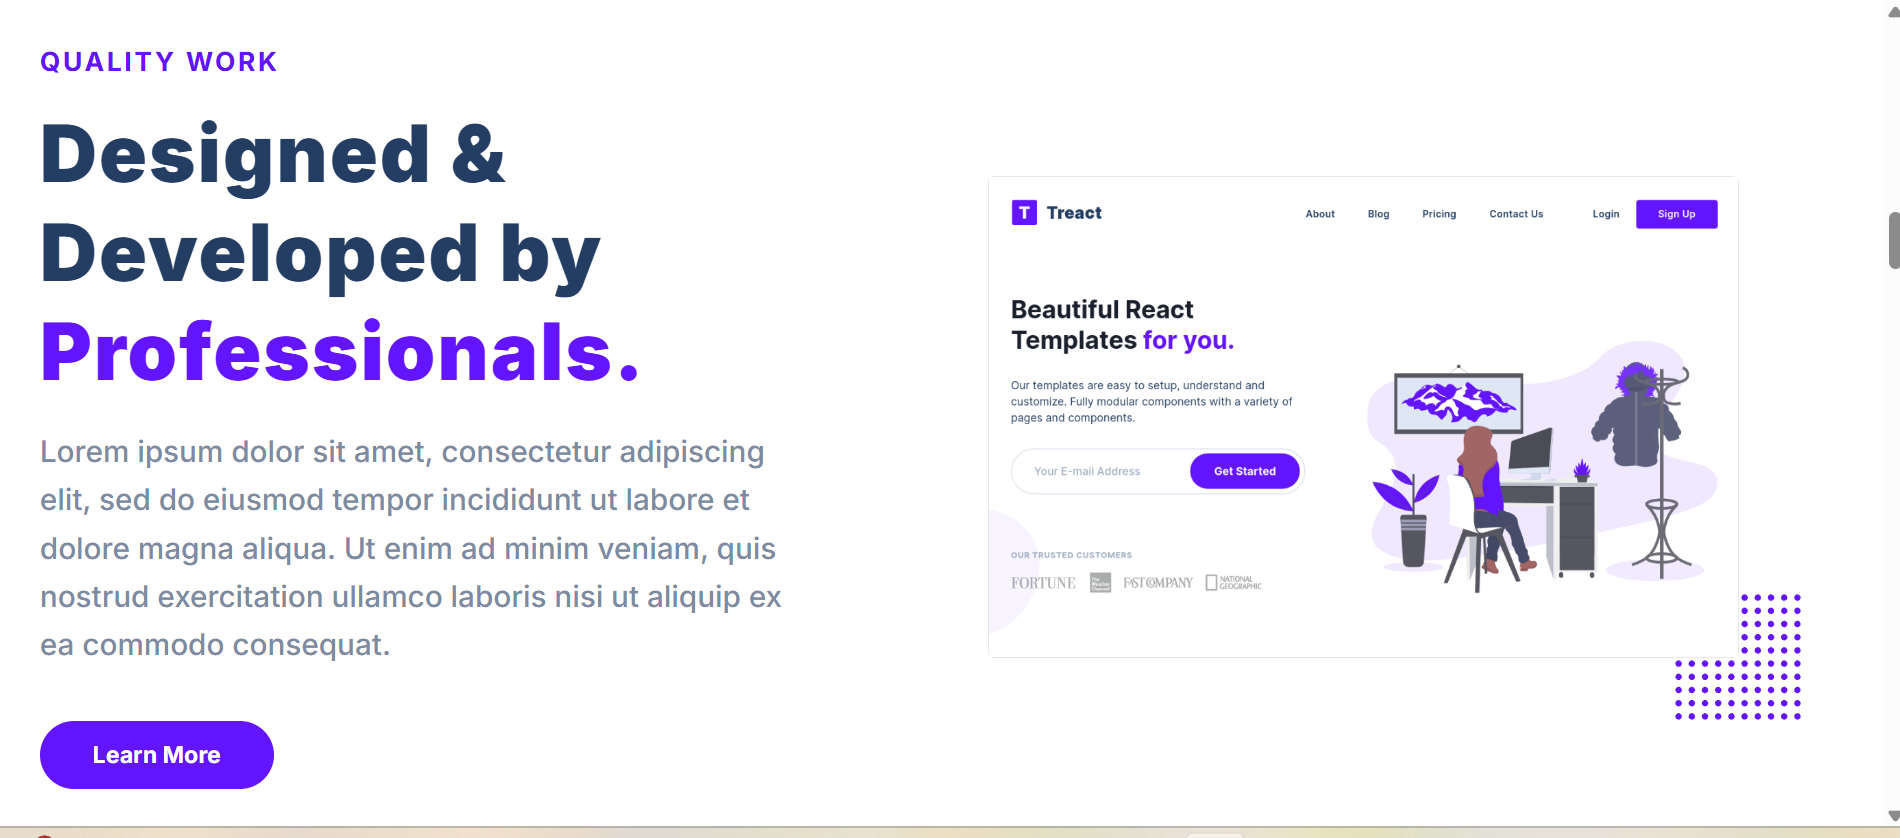 QUALITY WORK
Designed &
Developed by
Professionals.
Lorem ipsum dolor sit amet, consectetur adipiscing
elit, sed do eiusmod tempor incididunt ut labore et
dolore magna aliqua. Ut enim ad minim veniam, quis
nostrud exercitation ullamco laboris nisi ut aliquip ex
ea commodo consequat.
Learn More
T Treact
About Blog Pricing Contact Us Login Sign Up
Beautiful React
Templates for you.
Our templates are easy to setup, understand and
customize. Fully modular components with a variety of
pages and components.
Your E-mail Address Get Started
OUR TRUSTED CUSTOMERS
FORTUNE The Weather Channel FAST COMPANY NATIONAL GEOGRAPHIC